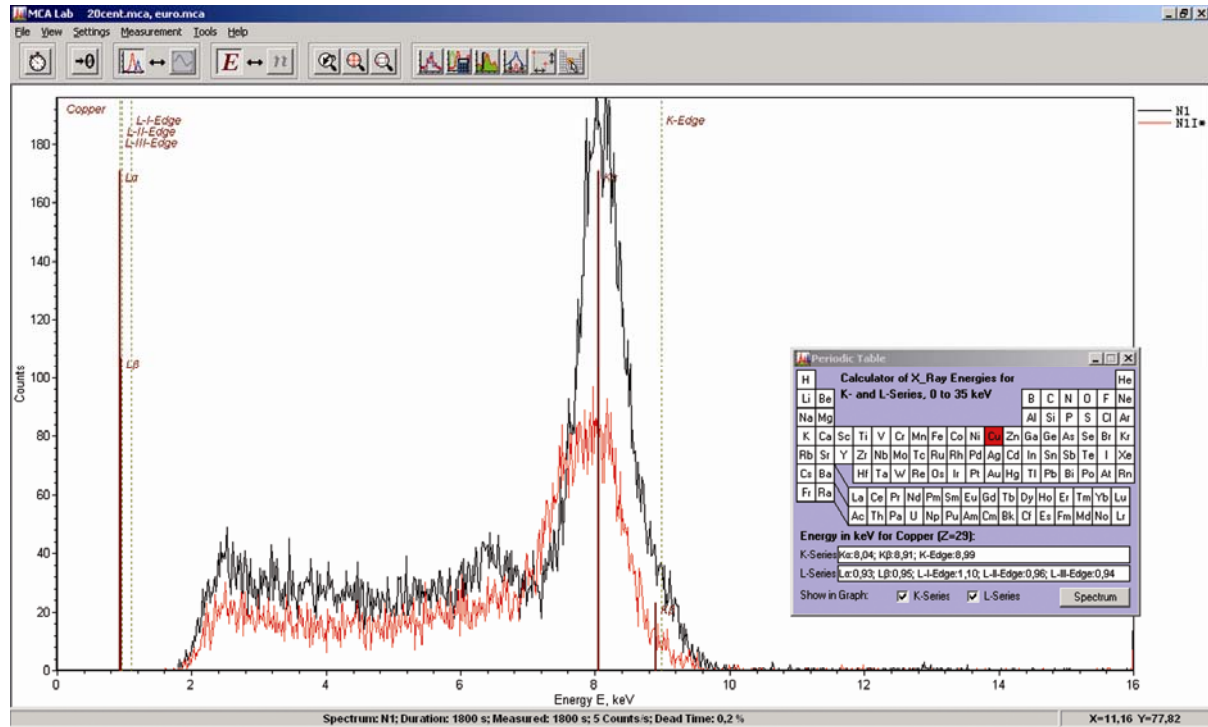 MCA Lab 20cent.mca, euro.mca
File View Settings Measurement Tools Help
→0 ↔ E ↔ n
Copper
L-I-Edge
L-II-Edge
L-III-Edge
K-Edge
N1
N1I*
Lα
Kα
Lβ
180
160
140
120
100
80
60
40
20
0
Counts
0 2 4 6 8 10 12 14 16
Energy E, keV
Periodic Table
Calculator of X_Ray Energies for
K- and L-Series, 0 to 35 keV
H He
Li Be B C N O F Ne
Na Mg Al Si P S Cl Ar
K Ca Sc Ti V Cr Mn Fe Co Ni Cu Zn Ga Ge As Se Br Kr
Rb Sr Y Zr Nb Mo Tc Ru Rh Pd Ag Cd In Sn Sb Te I Xe
Cs Ba Hf Ta W Re Os Ir Pt Au Hg Tl Pb Bi Po At Rn
Fr Ra
La Ce Pr Nd Pm Sm Eu Gd Tb Dy Ho Er Tm Yb Lu
Ac Th Pa U Np Pu Am Cm Bk Cf Es Fm Md No Lr
Energy in keV for Copper (Z=29):
K-Series Kα:8,04; Kβ:8,91; K-Edge:8,99
L-Series Lα:0,93; Lβ:0,95; L-I-Edge:1,10; L-II-Edge:0,96; L-III-Edge:0,94
Show in Graph: K-Series L-Series Spectrum
Spectrum: N1; Duration: 1800 s; Measured: 1800 s; 5 Counts/s; Dead Time: 0,2 %
X=11,16 Y=77,82